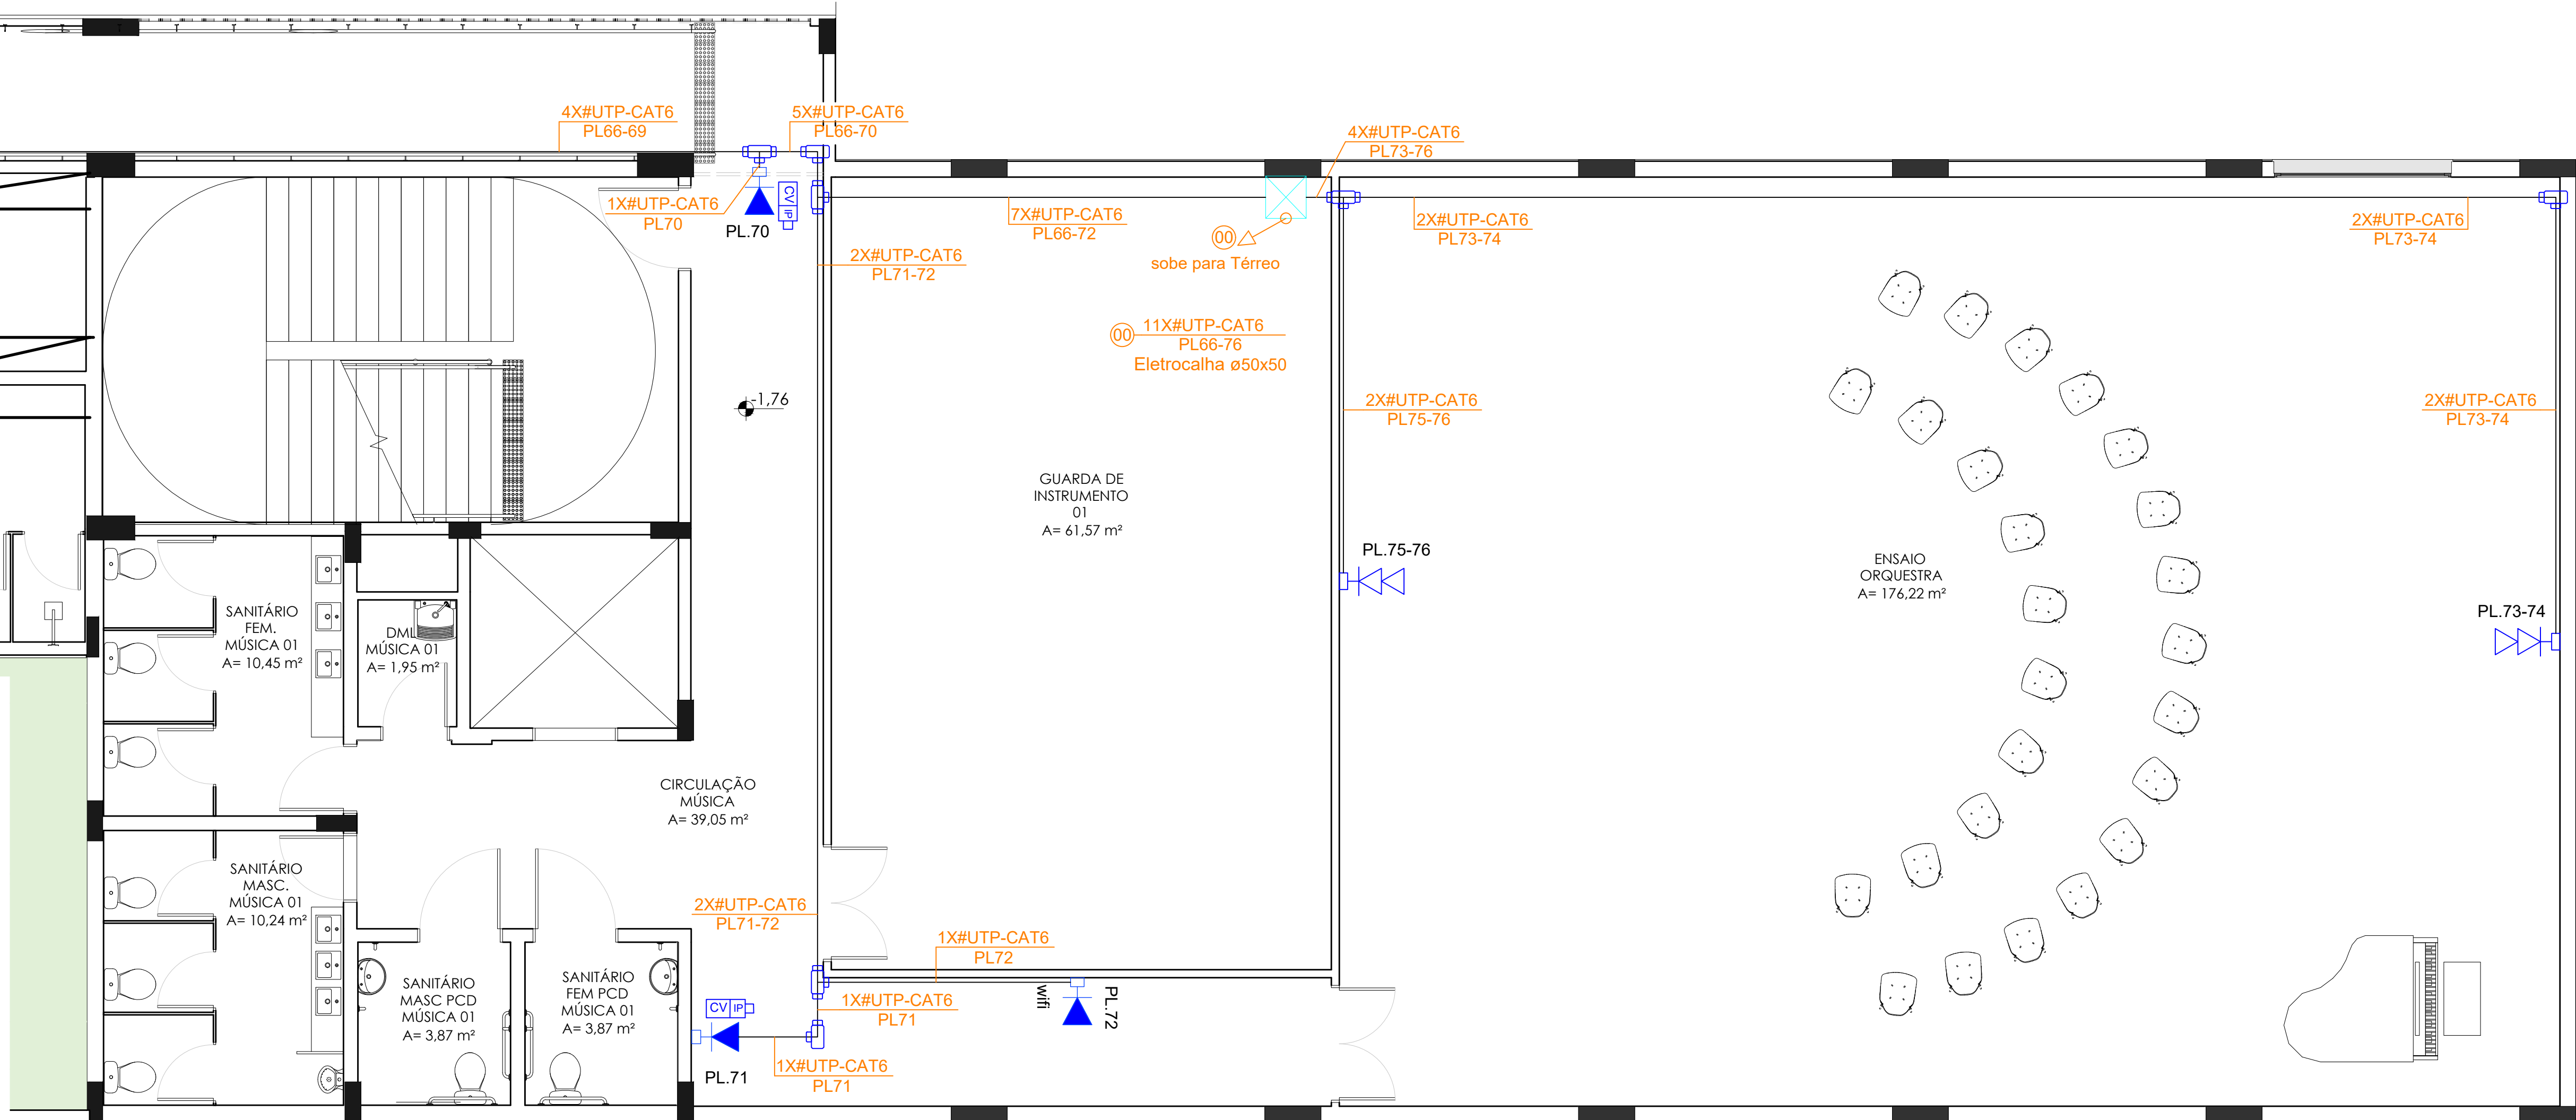 4X#UTP-CAT6
PL66-69
5X#UTP-CAT6
PL66-70
4X#UTP-CAT6
PL73-76
1X#UTP-CAT6
PL70
CV IP
PL.70
7X#UTP-CAT6
PL66-72
00
sobe para Térreo
2X#UTP-CAT6
PL73-74
2X#UTP-CAT6
PL73-74
2X#UTP-CAT6
PL71-72
00
11X#UTP-CAT6
PL66-76
Eletrocalha ø50x50
-1,76
2X#UTP-CAT6
PL75-76
2X#UTP-CAT6
PL73-74
GUARDA DE
INSTRUMENTO
01
A= 61,57 m²
PL.75-76
ENSAIO
ORQUESTRA
A= 176,22 m²
PL.73-74
SANITÁRIO
FEM.
MÚSICA 01
A= 10,45 m²
DML
MÚSICA 01
A= 1,95 m²
CIRCULAÇÃO
MÚSICA
A= 39,05 m²
SANITÁRIO
MASC.
MÚSICA 01
A= 10,24 m²
2X#UTP-CAT6
PL71-72
1X#UTP-CAT6
PL72
SANITÁRIO
MASC PCD
MÚSICA 01
A= 3,87 m²
SANITÁRIO
FEM PCD
MÚSICA 01
A= 3,87 m²
CV IP
1X#UTP-CAT6
PL71
wifi
PL.72
PL.71
1X#UTP-CAT6
PL71